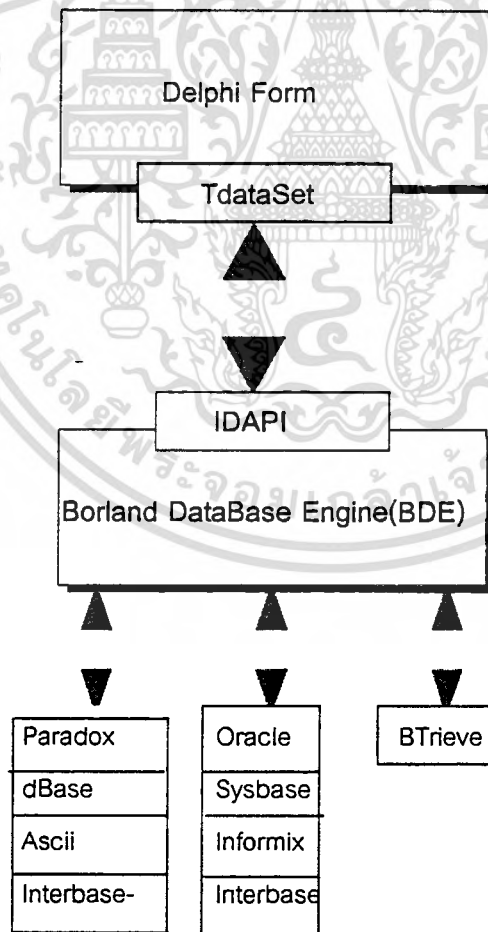 Delphi Form
TdataSet
IDAPI
Borland DataBase Engine(BDE)
Paradox
dBase
Ascii
Interbase-
Oracle
Sysbase
Informix
Interbase
BTrieve